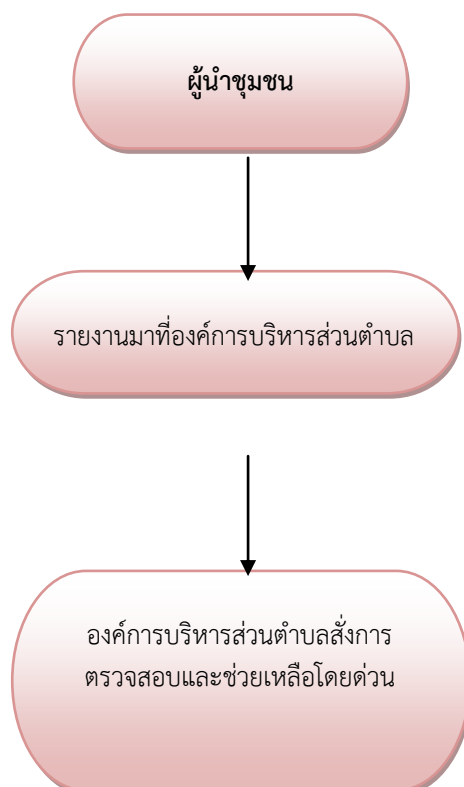 ผู้นำชุมชน
รายงานมาที่องค์การบริหารส่วนตำบล
องค์การบริหารส่วนตำบลสั่งการ
ตรวจสอบและช่วยเหลือโดยด่วน